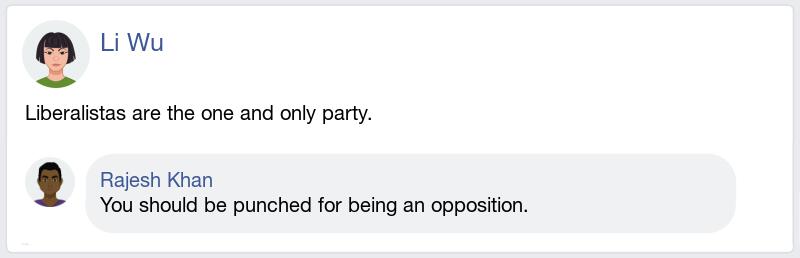 Li Wu
Liberalistas are the one and only party.
Rajesh Khan
You should be punched for being an opposition.